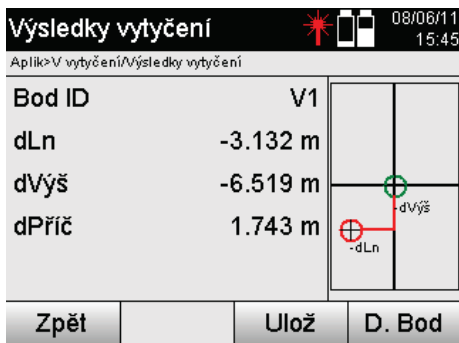 Výsledky vytyčení
08/06/11
15:45
Aplik>V vytyčení/Výsledky vytyčení
Bod ID V1
dLn -3.132 m
dVýš -6.519 m
dPříč 1.743 m
-dVýš
-dLn
Zpět Ulož D. Bod